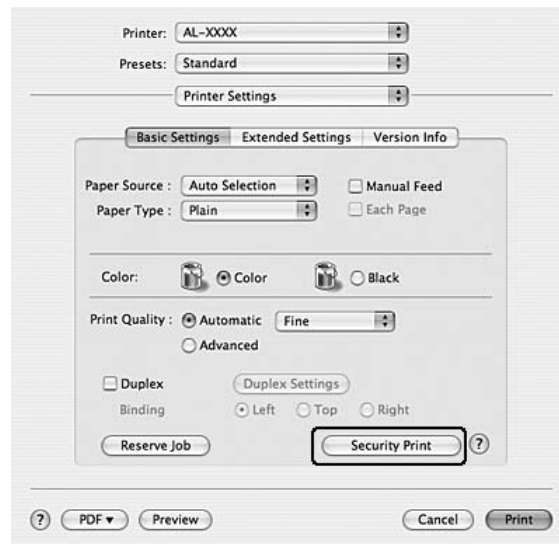 Printer: AL-XXXX
Presets: Standard
Printer Settings
Basic Settings Extended Settings Version Info
Paper Source : Auto Selection Manual Feed
Paper Type : Plain Each Page
Color: Color Black
Print Quality : Automatic Fine
Advanced
Duplex Duplex Settings
Binding Left Top Right
Reserve Job Security Print ?
? PDF ▼ Preview Cancel Print